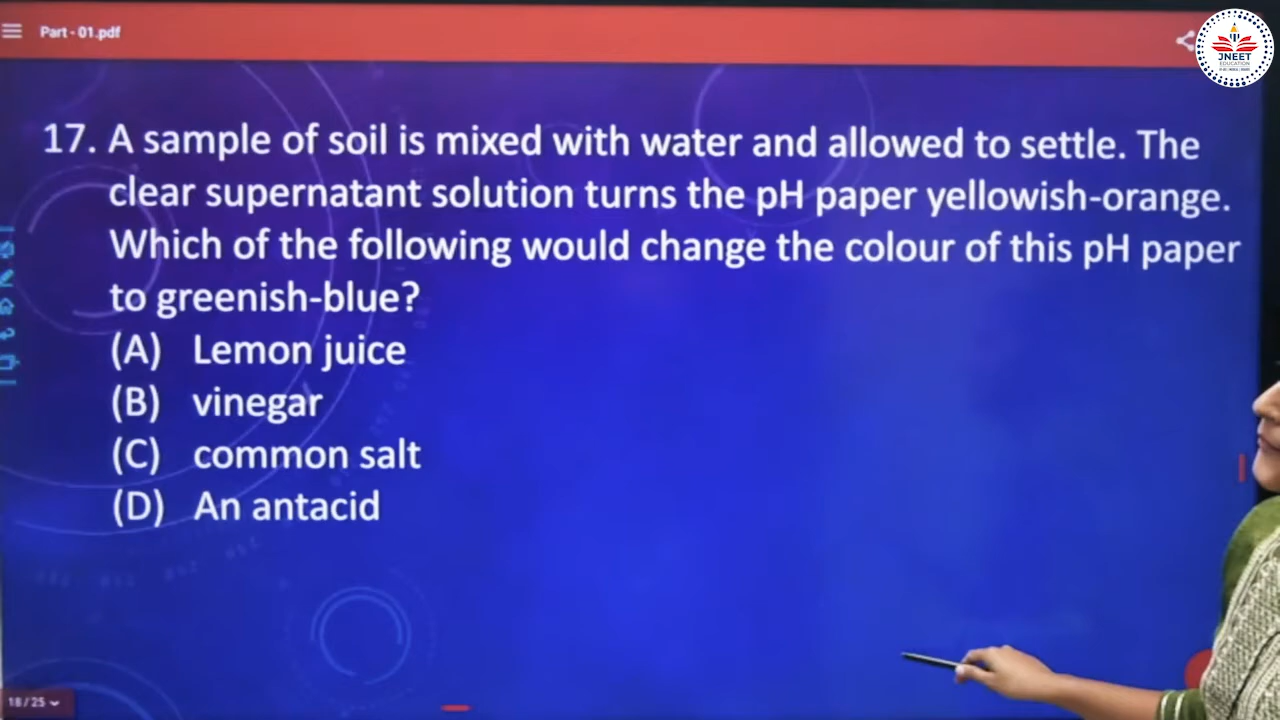 Part - 01.pdf
JNEET
EDUCATION
17. A sample of soil is mixed with water and allowed to settle. The
clear supernatant solution turns the pH paper yellowish-orange.
Which of the following would change the colour of this pH paper
to greenish-blue?
(A) Lemon juice
(B) vinegar
(C) common salt
(D) An antacid
18/25